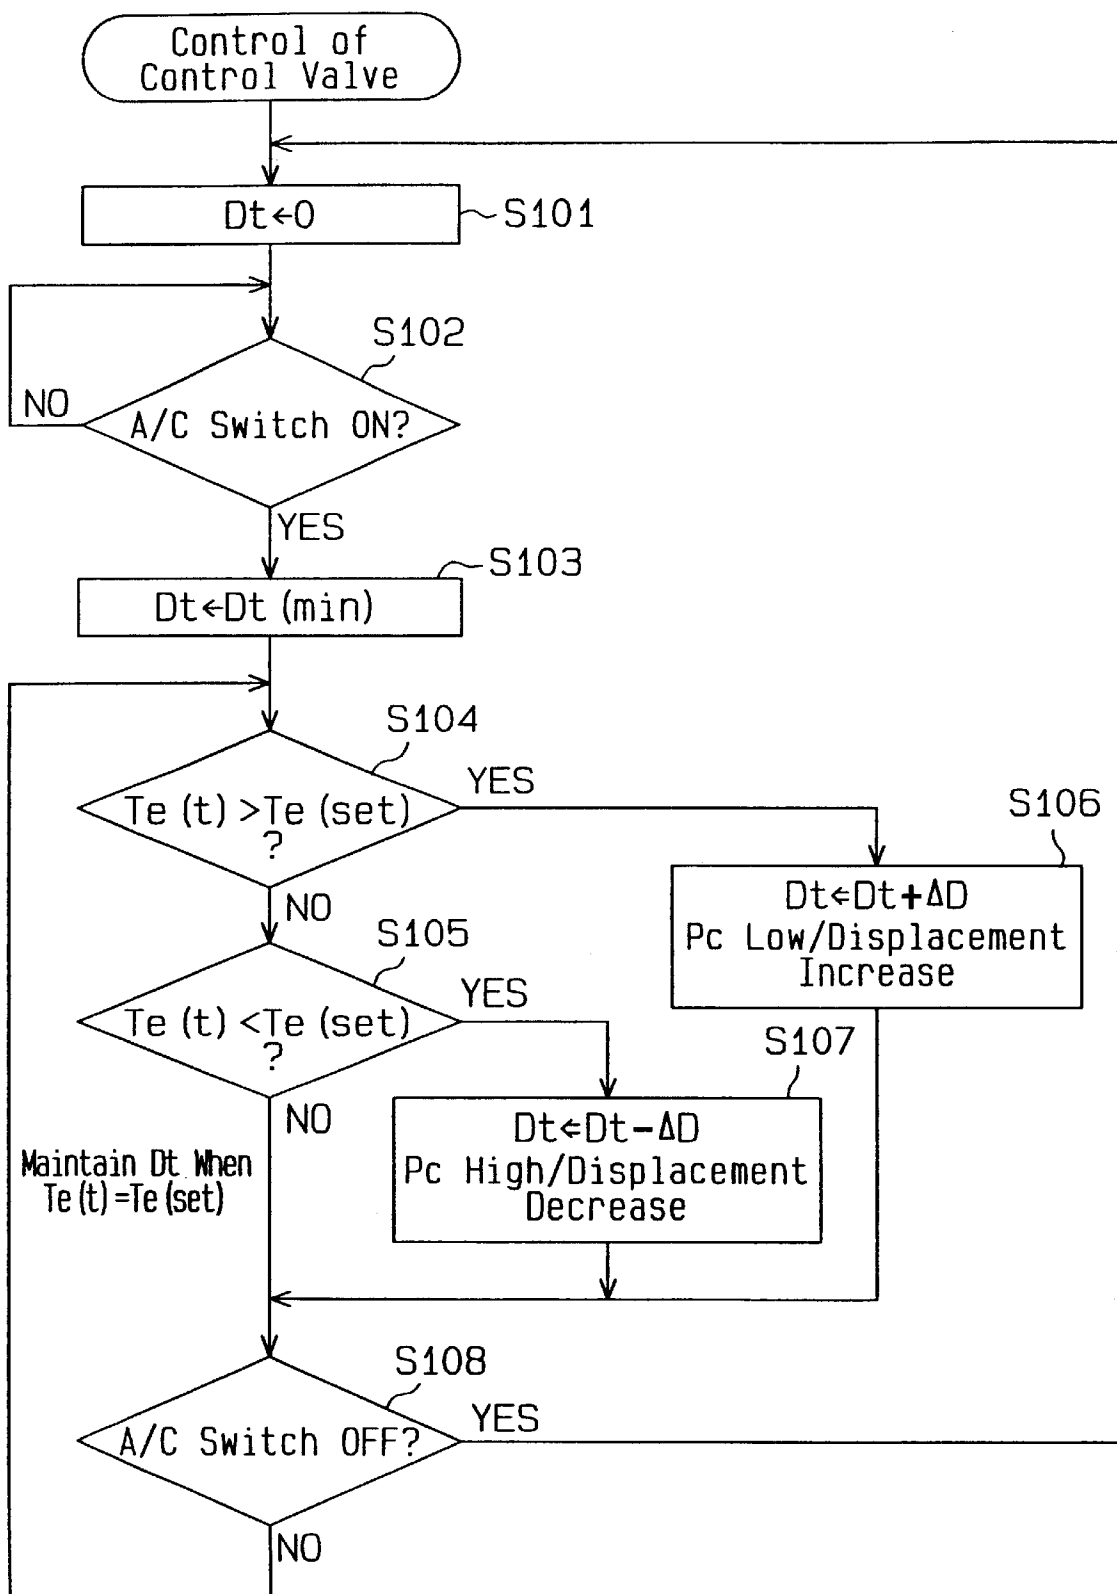 Control of
Control Valve
Dt←0
S101
S102
NO
A/C Switch ON?
YES
S103
Dt←Dt (min)
S104
YES
Te (t) >Te (set)
?
S106
Dt⇐Dt+ΔD
Pc Low/Displacement
Increase
NO
S105
YES
Te (t) <Te (set)
?
S107
NO
Dt⇐Dt−ΔD
Pc High/Displacement
Decrease
Maintain Dt When
Te (t) =Te (set)
S108
YES
A/C Switch OFF?
NO